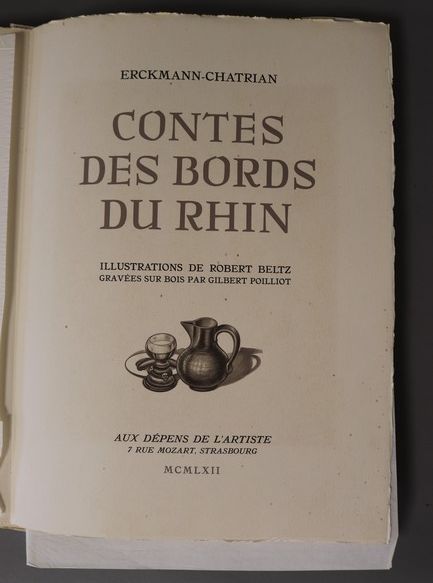 ERCKMANN-CHATRIAN
CONTES
DES BORDS
DU RHIN
ILLUSTRATIONS DE ROBERT BELTZ
GRAVÉES SUR BOIS PAR GILBERT POILLIOT
AUX DÉPENS DE L'ARTISTE
7 RUE MOZART, STRASBOURG
MCMLXII